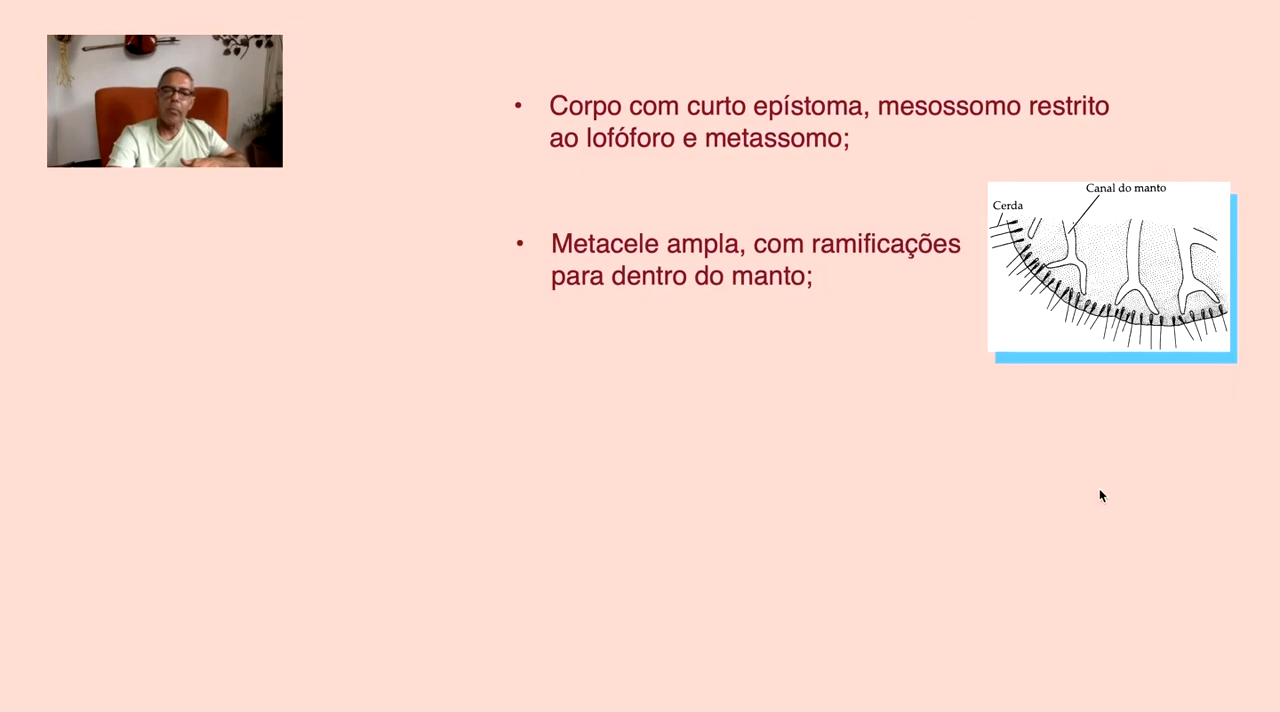 • Corpo com curto epístoma, mesossomo restrito
ao lofóforo e metassomo;
Canal do manto
Cerda
• Metacele ampla, com ramificações
para dentro do manto;